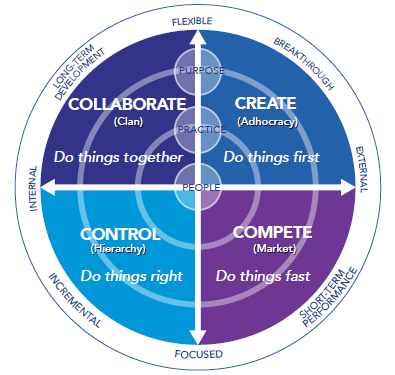 FLEXIBLE
LONG-TERM
DEVELOPMENT
BREAKTHROUGH
PURPOSE
COLLABORATE
(Clan)
CREATE
(Adhocracy)
PRACTICE
Do things together
Do things first
INTERNAL
PEOPLE
EXTERNAL
CONTROL
(Hierarchy)
COMPETE
(Market)
Do things right
Do things fast
INCREMENTAL
SHORT-TERM
PERFORMANCE
FOCUSED